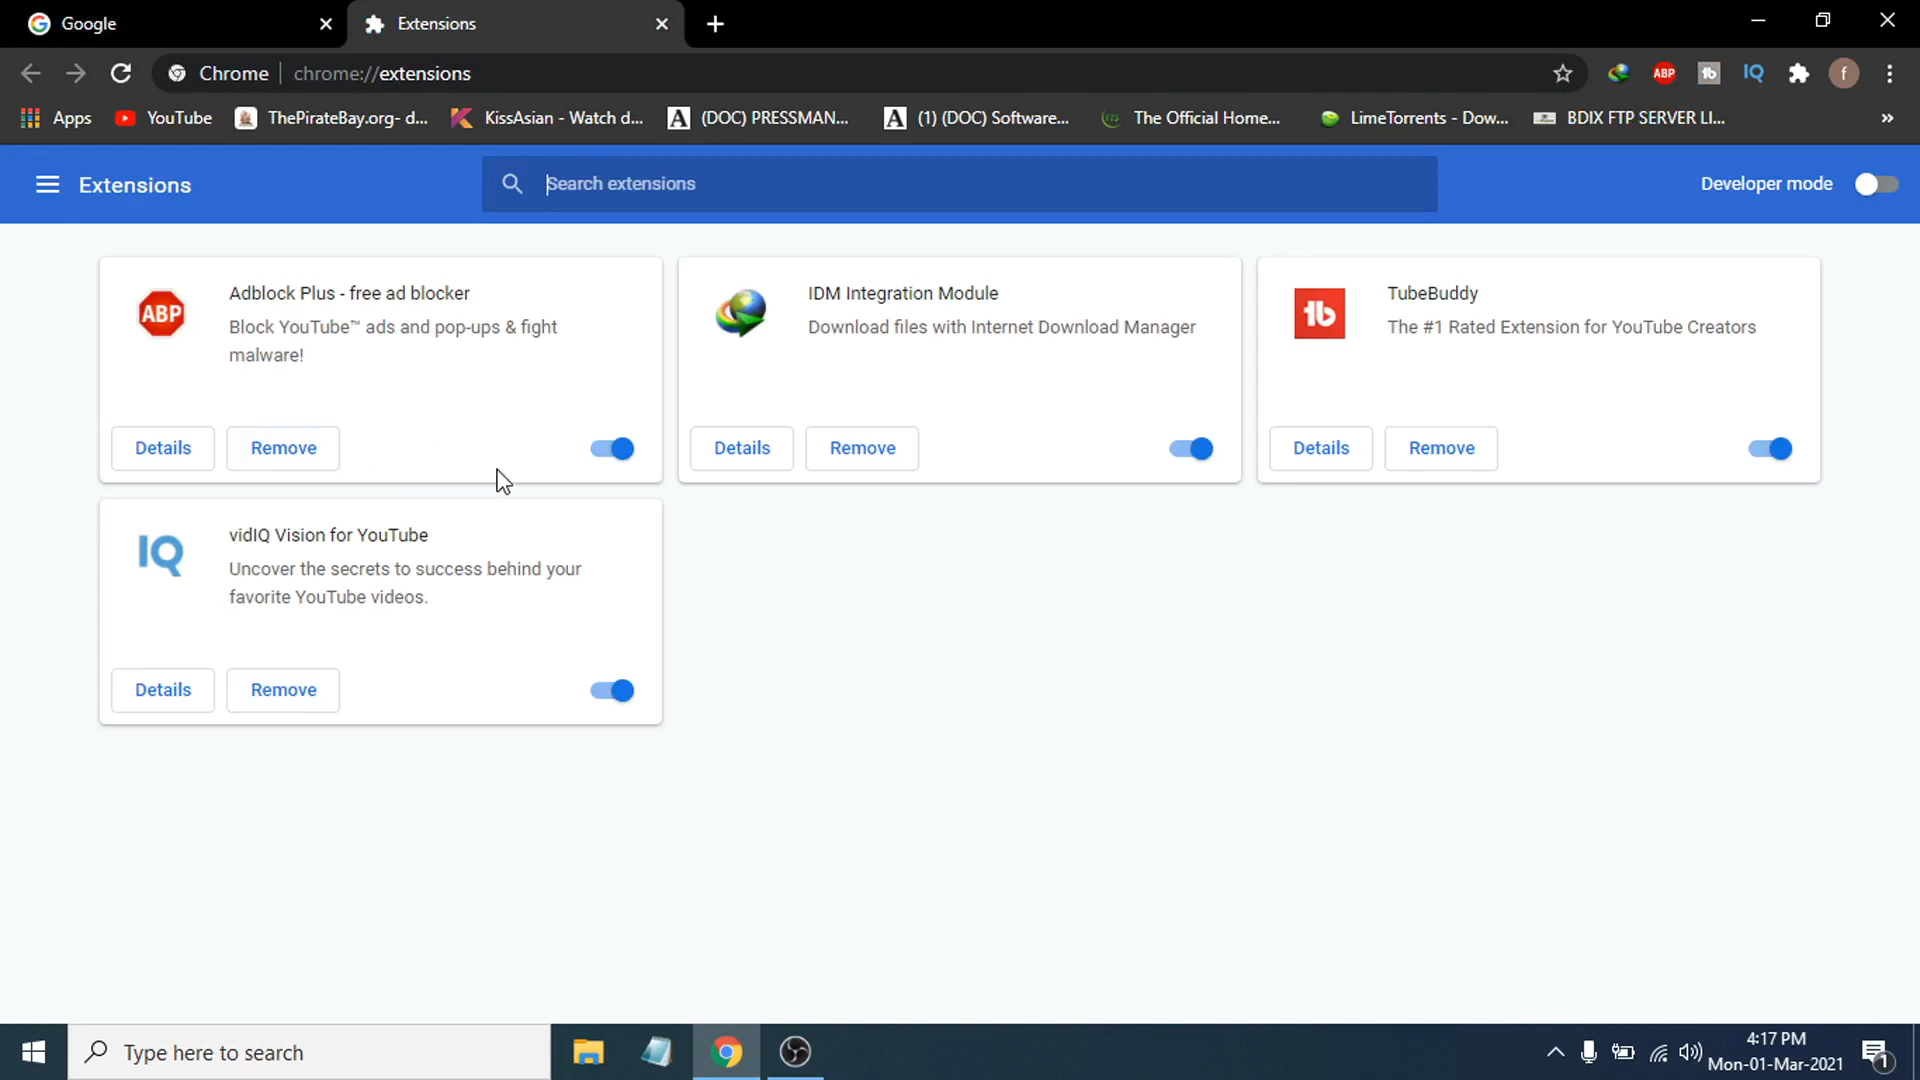 Google
Extensions
Chrome
chrome://extensions
ABP
tb
IQ
f
Apps
YouTube
ThePirateBay.org- d...
KissAsian - Watch d...
A
(DOC) PRESSMAN...
A
(1) (DOC) Software...
The Official Home...
LimeTorrents - Dow...
BDIX FTP SERVER LI...
»
Extensions
Search extensions
Developer mode
ABP
Adblock Plus - free ad blocker
Block YouTube™ ads and pop-ups & fight
malware!
Details
Remove
IDM Integration Module
Download files with Internet Download Manager
Details
Remove
tb
TubeBuddy
The #1 Rated Extension for YouTube Creators
Details
Remove
IQ
vidIQ Vision for YouTube
Uncover the secrets to success behind your
favorite YouTube videos.
Details
Remove
Type here to search
4:17 PM
Mon-01-Mar-2021
1